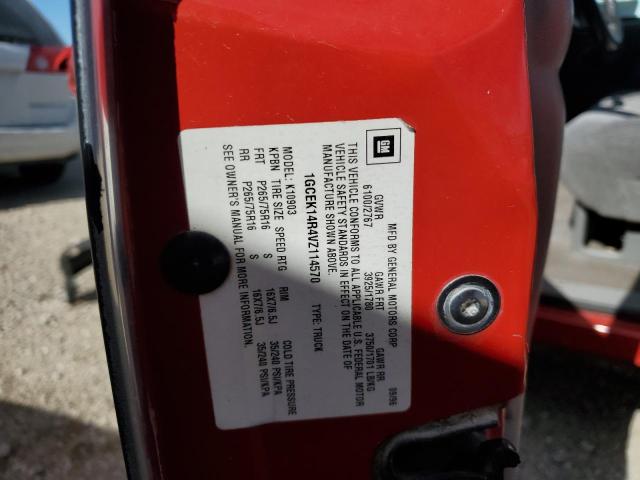 GM
MFD BY GENERAL MOTORS CORP 09/96
GVWR GAWR FRT GAWR RR
6100/2767 3925/1780 3750/1701 LB/KG
THIS VEHICLE CONFORMS TO ALL APPLICABLE U.S. FEDERAL MOTOR
VEHICLE SAFETY STANDARDS IN EFFECT ON THE DATE OF
MANUFACTURE SHOWN ABOVE.
1GCEK14R4VZ114570 TYPE: TRUCK
MODEL: K10903
KPBN TIRE SIZE SPEED RTG RIM COLD TIRE PRESSURE
FRT P265/75R16 S 16X7/6.5J 35/240 PSI/KPA
RR P265/75R16 S 16X7/6.5J 35/240 PSI/KPA
SEE OWNER'S MANUAL FOR MORE INFORMATION.